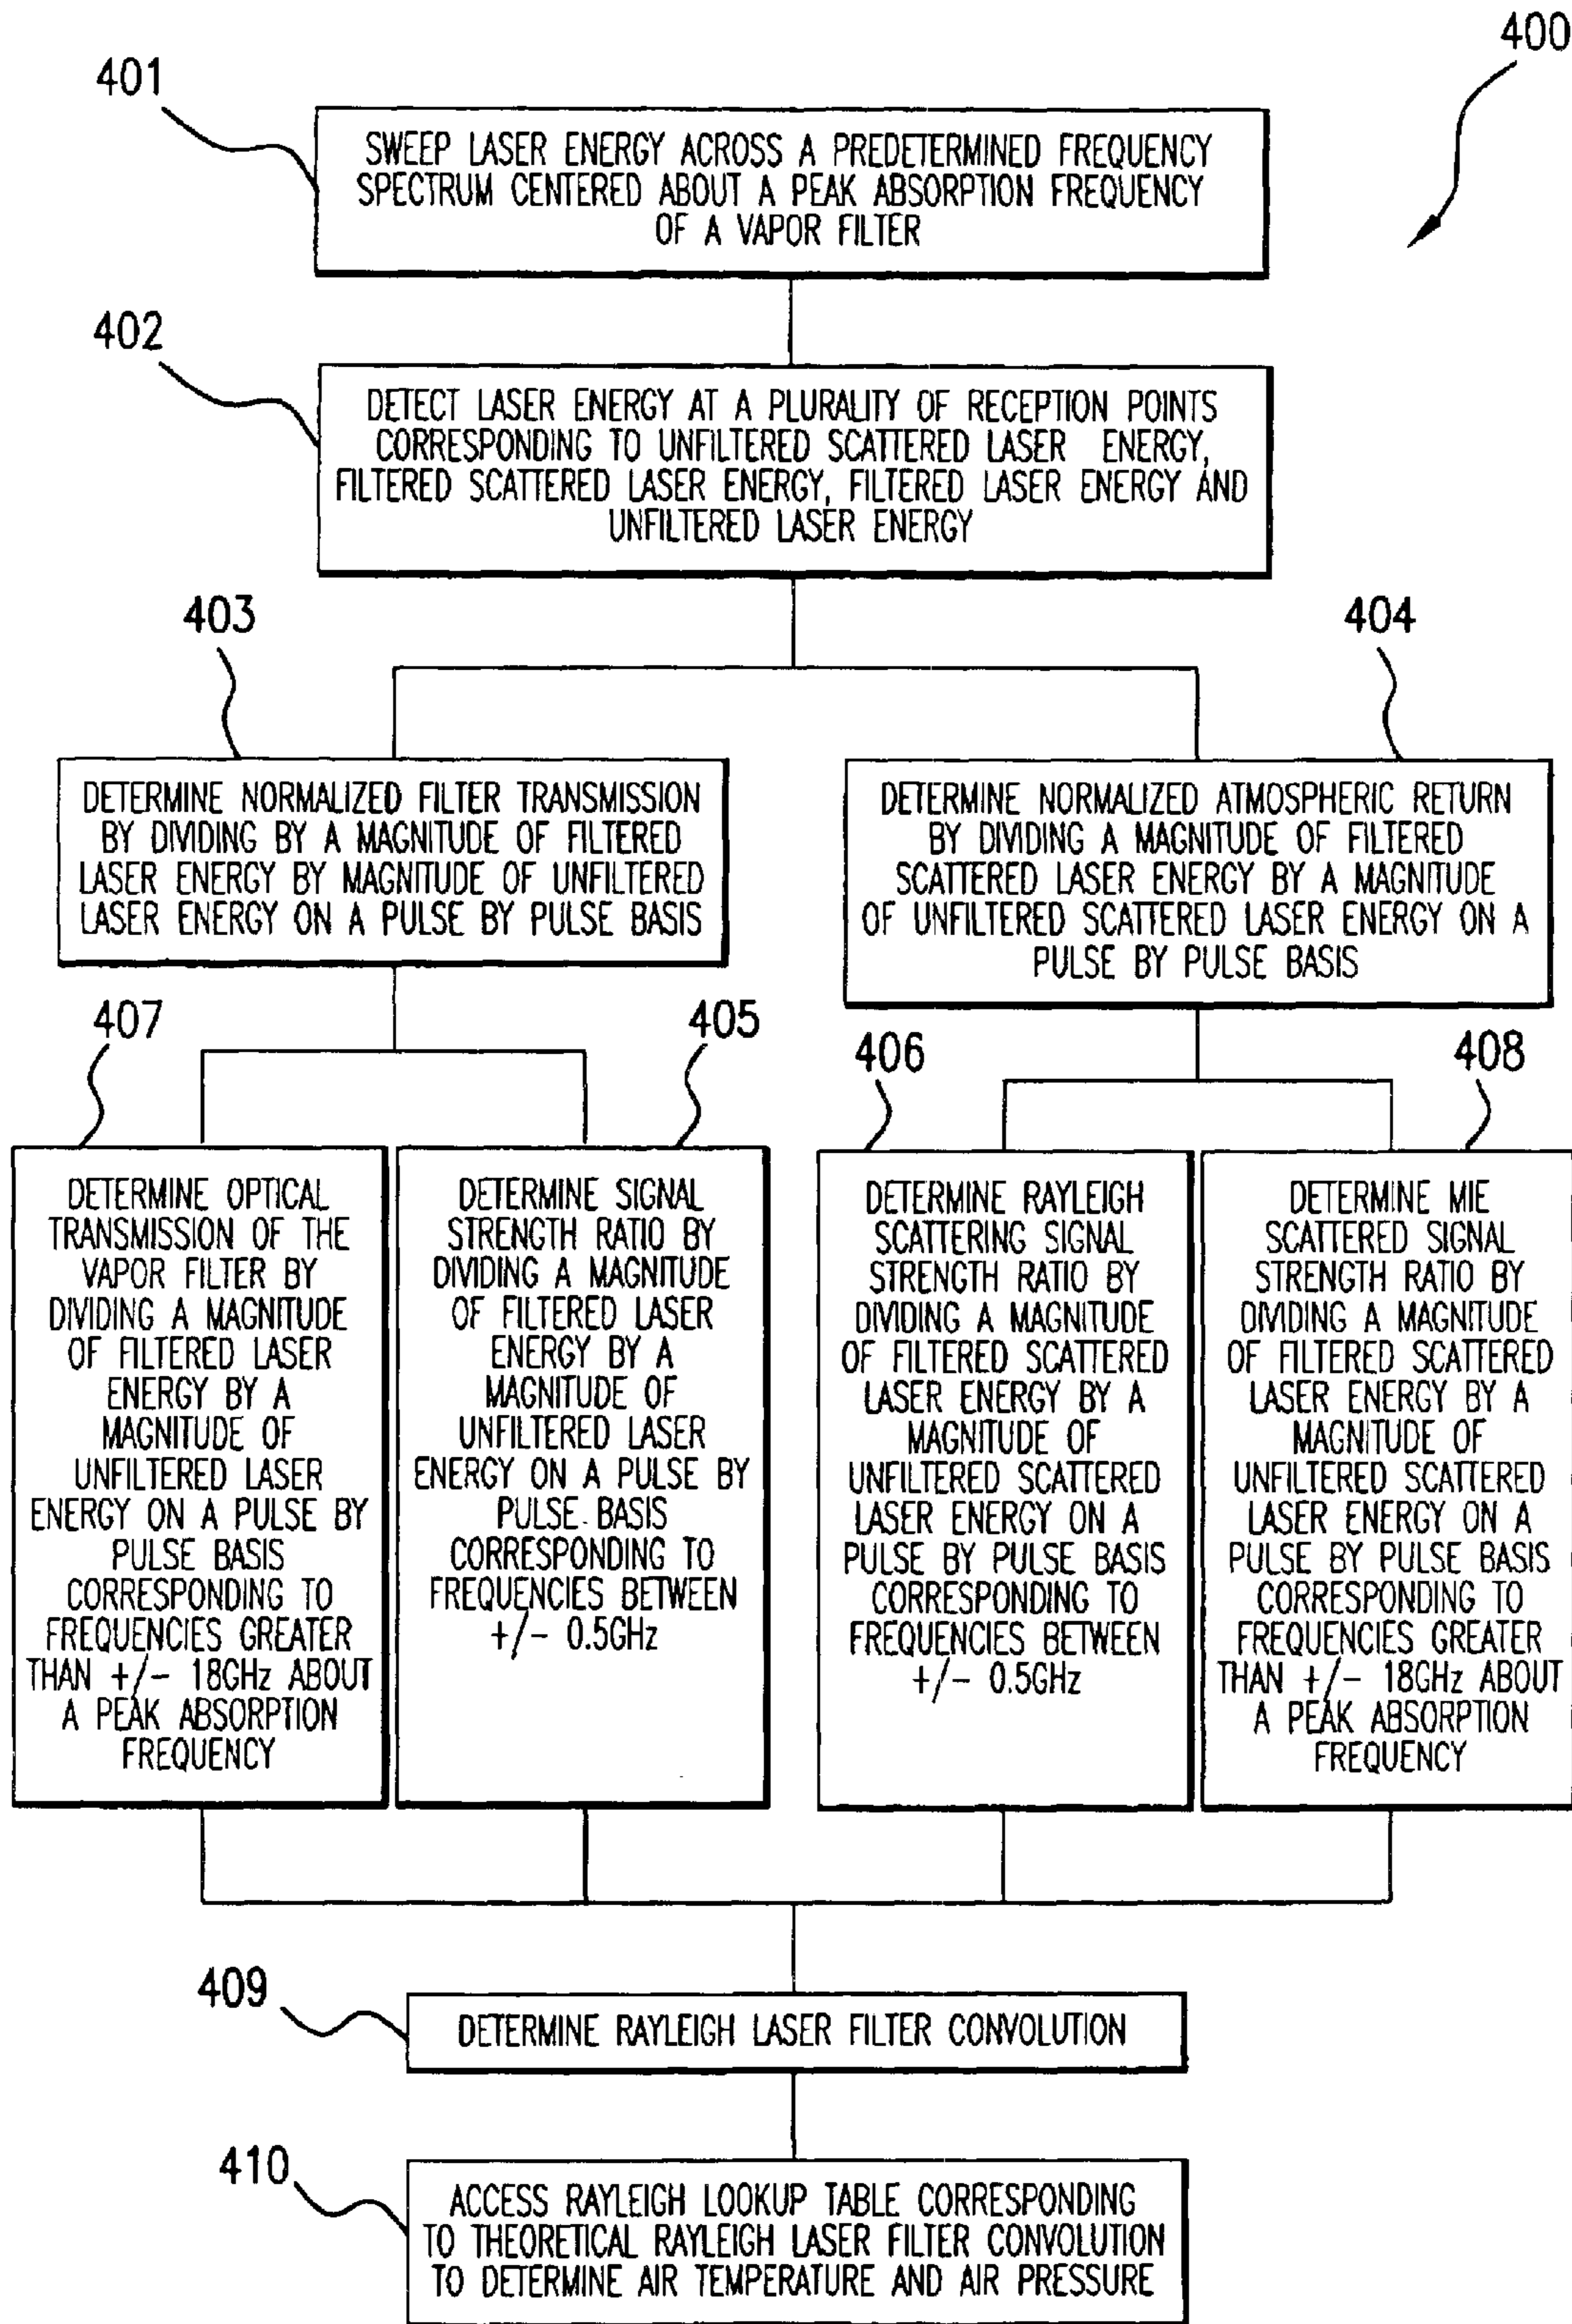 400
401
SWEEP LASER ENERGY ACROSS A PREDETERMINED FREQUENCY
SPECTRUM CENTERED ABOUT A PEAK ABSORPTION FREQUENCY
OF A VAPOR FILTER
402
DETECT LASER ENERGY AT A PLURALITY OF RECEPTION POINTS
CORRESPONDING TO UNFILTERED SCATTERED LASER ENERGY,
FILTERED SCATTERED LASER ENERGY, FILTERED LASER ENERGY AND
UNFILTERED LASER ENERGY
403
DETERMINE NORMALIZED FILTER TRANSMISSION
BY DIVIDING BY A MAGNITUDE OF FILTERED
LASER ENERGY BY MAGNITUDE OF UNFILTERED
LASER ENERGY ON A PULSE BY PULSE BASIS
404
DETERMINE NORMALIZED ATMOSPHERIC RETURN
BY DIVIDING A MAGNITUDE OF FILTERED
SCATTERED LASER ENERGY BY A MAGNITUDE
OF UNFILTERED SCATTERED LASER ENERGY ON A
PULSE BY PULSE BASIS
407
DETERMINE OPTICAL
TRANSMISSION OF THE
VAPOR FILTER BY
DIVIDING A MAGNITUDE
OF FILTERED LASER
ENERGY BY A
MAGNITUDE OF
UNFILTERED LASER
ENERGY ON A PULSE BY
PULSE BASIS
CORRESPONDING TO
FREQUENCIES GREATER
THAN +/- 18GHz ABOUT
A PEAK ABSORPTION
FREQUENCY
405
DETERMINE SIGNAL
STRENGTH RATIO BY
DIVIDING A MAGNITUDE
OF FILTERED LASER
ENERGY BY A
MAGNITUDE OF
UNFILTERED LASER
ENERGY ON A PULSE BY
PULSE BASIS
CORRESPONDING TO
FREQUENCIES BETWEEN
+/- 0.5GHz
406
DETERMINE RAYLEIGH
SCATTERING SIGNAL
STRENGTH RATIO BY
DIVIDING A MAGNITUDE
OF FILTERED SCATTERED
LASER ENERGY BY A
MAGNITUDE OF
UNFILTERED SCATTERED
LASER ENERGY ON A
PULSE BY PULSE BASIS
CORRESPONDING TO
FREQUENCIES BETWEEN
+/- 0.5GHz
408
DETERMINE MIE
SCATTERED SIGNAL
STRENGTH RATIO BY
DIVIDING A MAGNITUDE
OF FILTERED SCATTERED
LASER ENERGY BY A
MAGNITUDE OF
UNFILTERED SCATTERED
LASER ENERGY ON A
PULSE BY PULSE BASIS
CORRESPONDING TO
FREQUENCIES GREATER
THAN +/- 18GHz ABOUT
A PEAK ABSORPTION
FREQUENCY
409
DETERMINE RAYLEIGH LASER FILTER CONVOLUTION
410
ACCESS RAYLEIGH LOOKUP TABLE CORRESPONDING
TO THEORETICAL RAYLEIGH LASER FILTER CONVOLUTION
TO DETERMINE AIR TEMPERATURE AND AIR PRESSURE